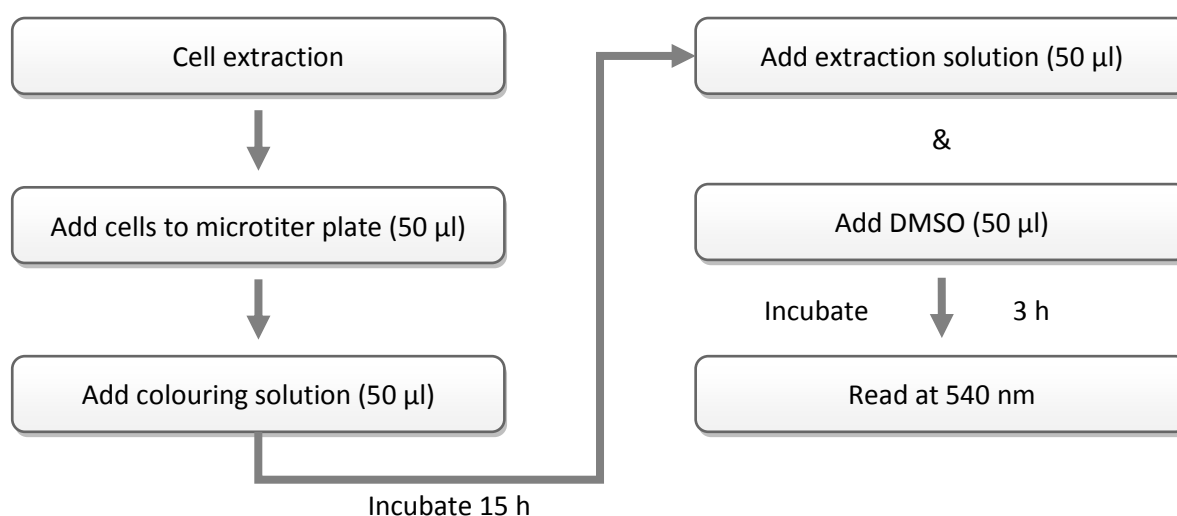 Cell extraction
Add cells to microtiter plate (50 µl)
Add colouring solution (50 µl)
Incubate 15 h
Add extraction solution (50 µl)
&
Add DMSO (50 µl)
Incubate 3 h
Read at 540 nm